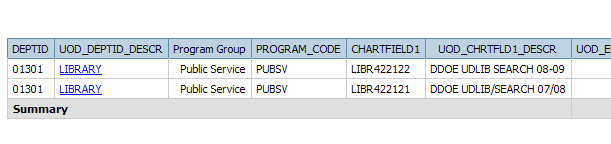 DEPTID UOD_DEPTID_DESCR Program Group PROGRAM_CODE CHARTFIELD1 UOD_CHRTFLD1_DESCR UOD_E
01301 LIBRARY Public Service PUBSV LIBR422122 DDOE UDLIB SEARCH 08-09
01301 LIBRARY Public Service PUBSV LIBR422121 DDOE UDLIB/SEARCH 07/08
Summary